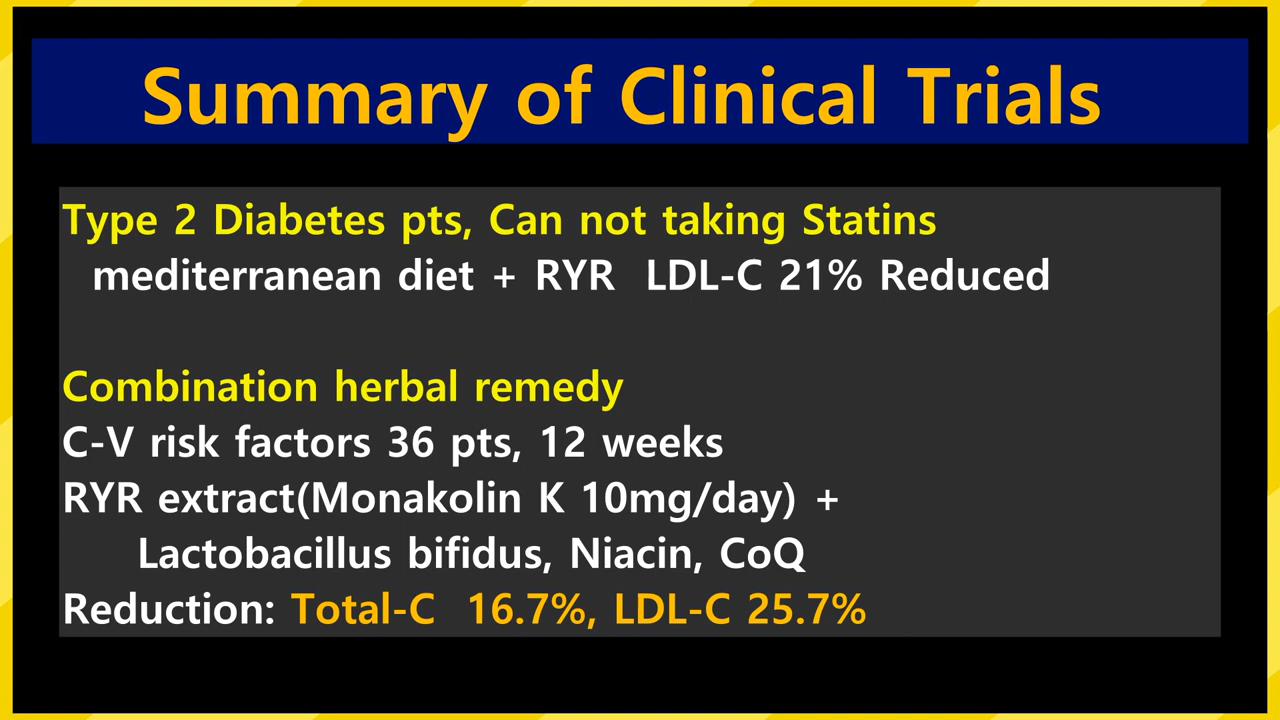 Summary of Clinical Trials
Type 2 Diabetes pts, Can not taking Statins
mediterranean diet + RYR LDL-C 21% Reduced
Combination herbal remedy
C-V risk factors 36 pts, 12 weeks
RYR extract(Monakolin K 10mg/day) +
Lactobacillus bifidus, Niacin, CoQ
Reduction: Total-C 16.7%, LDL-C 25.7%